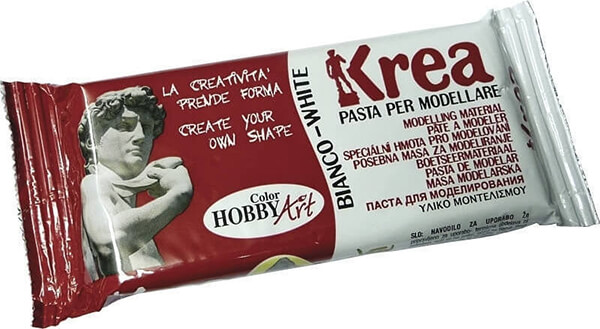 LA CREATIVITA'
PRENDE FORMA
CREATE YOUR
OWN SHAPE
Color
HOBBY Art
BIANCO-WHITE
Krea
PASTA PER MODELLARE
MODELLING MATERIAL
PÂTE A MODELER
SPECIÁLNI HMOTA PRO MODELOVÁNÍ
POSEBNA MASA ZA MODELIRANJE
BOETSEERMATERIAAL
PASTA DE MODELAR
MASA MODELARSKA
ПАСТА ДЛЯ МОДЕЛИРОВАНИЯ
ΥΛΙΚΟ ΜΟΝΤΕΛΙΣΜΟΥ
SLO: NAVODILO ZA UPORABO